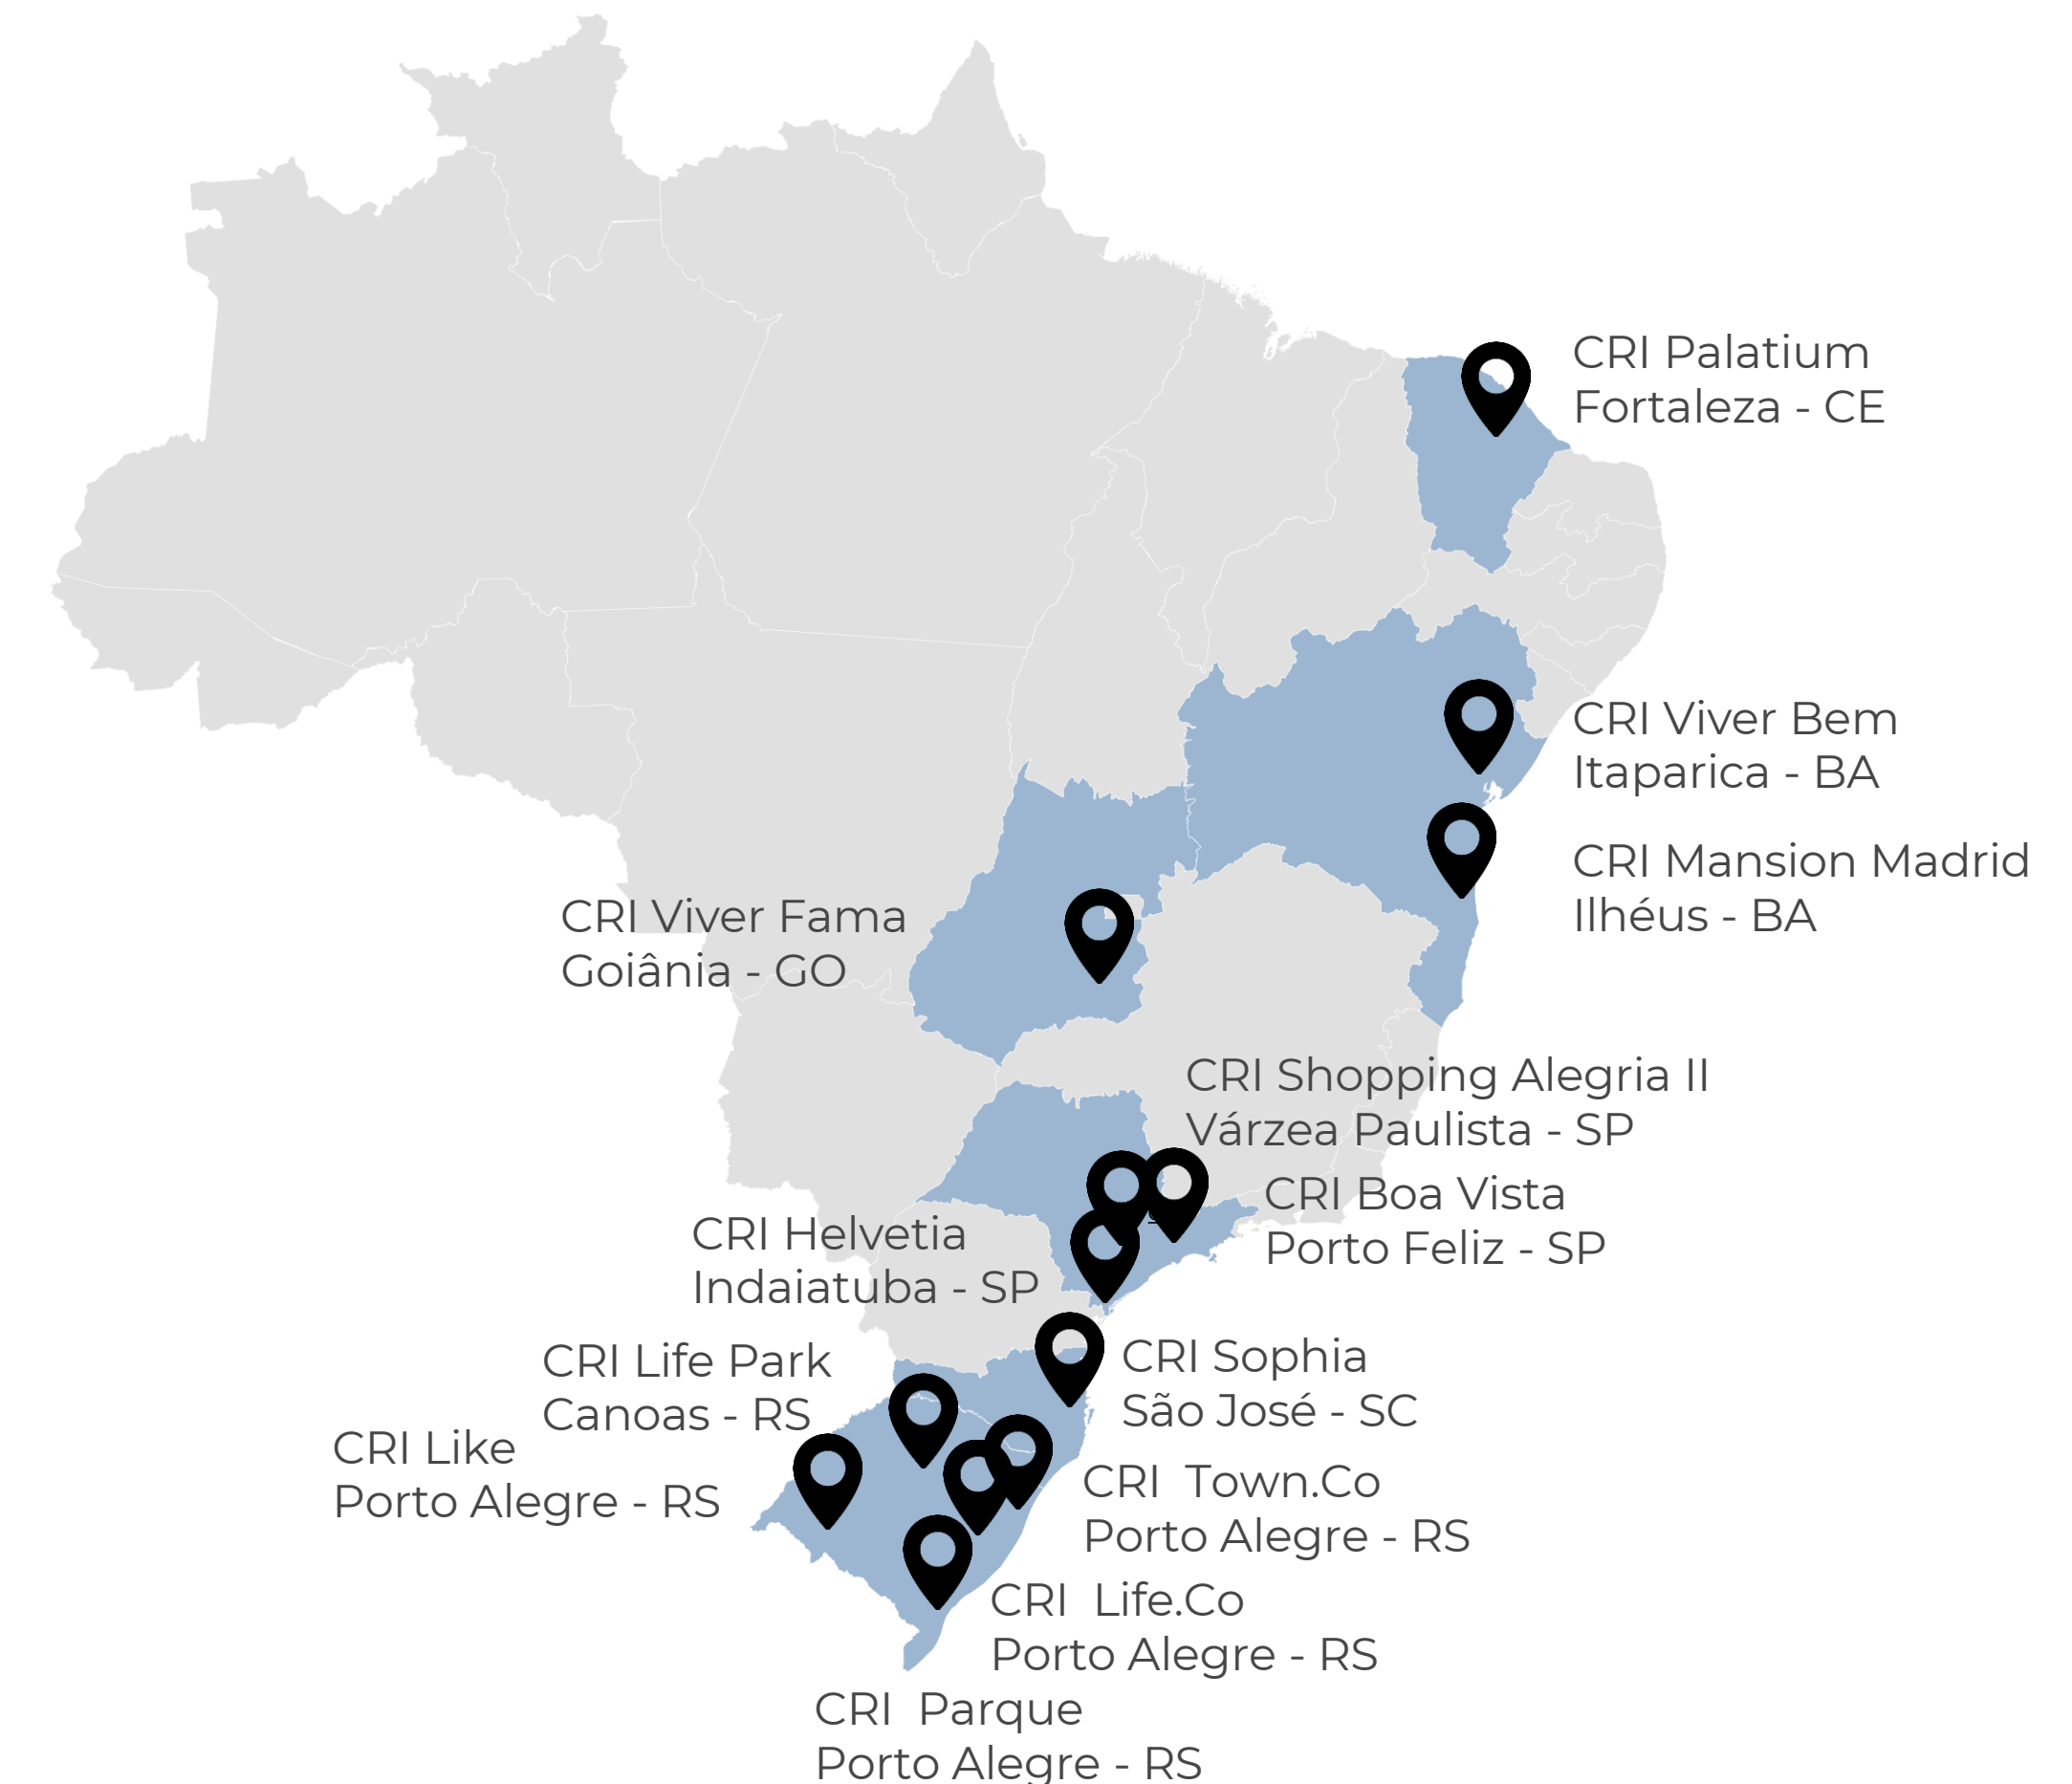 CRI Palatium
Fortaleza - CE
CRI Viver Bem
Itaparica - BA
CRI Mansion Madrid
Ilhéus - BA
CRI Viver Fama
Goiânia - GO
CRI Shopping Alegria II
Várzea Paulista - SP
CRI Boa Vista
Porto Feliz - SP
CRI Helvetia
Indaiatuba - SP
CRI Sophia
São José - SC
CRI Life Park
Canoas - RS
CRI Like
Porto Alegre - RS
CRI Town.Co
Porto Alegre - RS
CRI Life.Co
Porto Alegre - RS
CRI Parque
Porto Alegre - RS